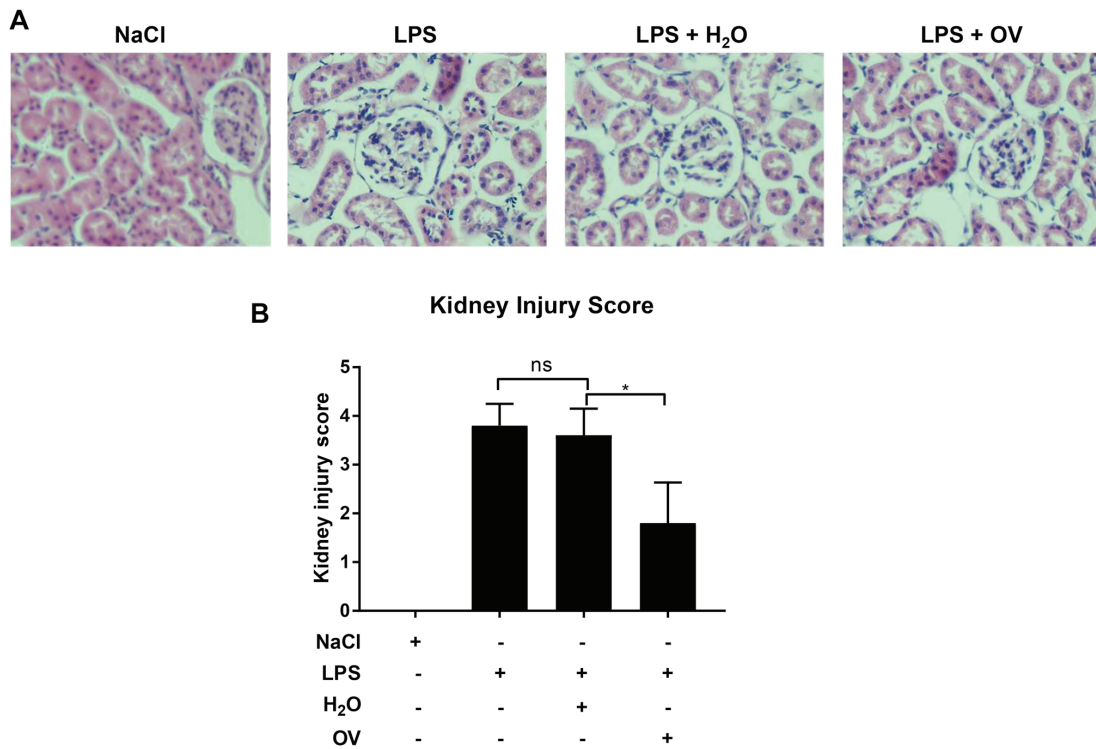 A
NaCl
LPS
LPS + H₂O
LPS + OV
B
Kidney Injury Score
Kidney injury score
5
4
3
2
1
0
ns
*
NaCl + - - -
LPS - + + +
H₂O - - + -
OV - - - +